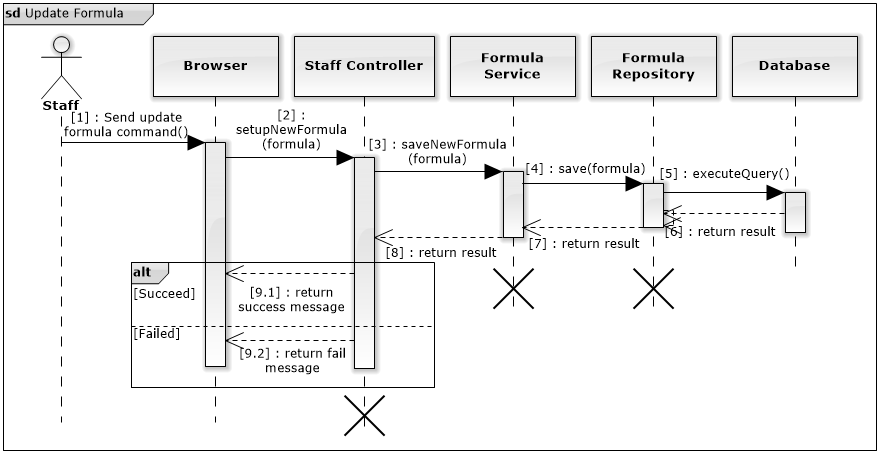 sd Update Formula
Staff
Browser
Staff Controller
Formula
Service
Formula
Repository
Database
[1] : Send update
formula command()
[2] :
setupNewFormula
(formula)
[3] : saveNewFormula
(formula)
[4] : save(formula)
[5] : executeQuery()
[6] : return result
[7] : return result
[8] : return result
alt
[Succeed]
[9.1] : return
success message
[Failed]
[9.2] : return fail
message